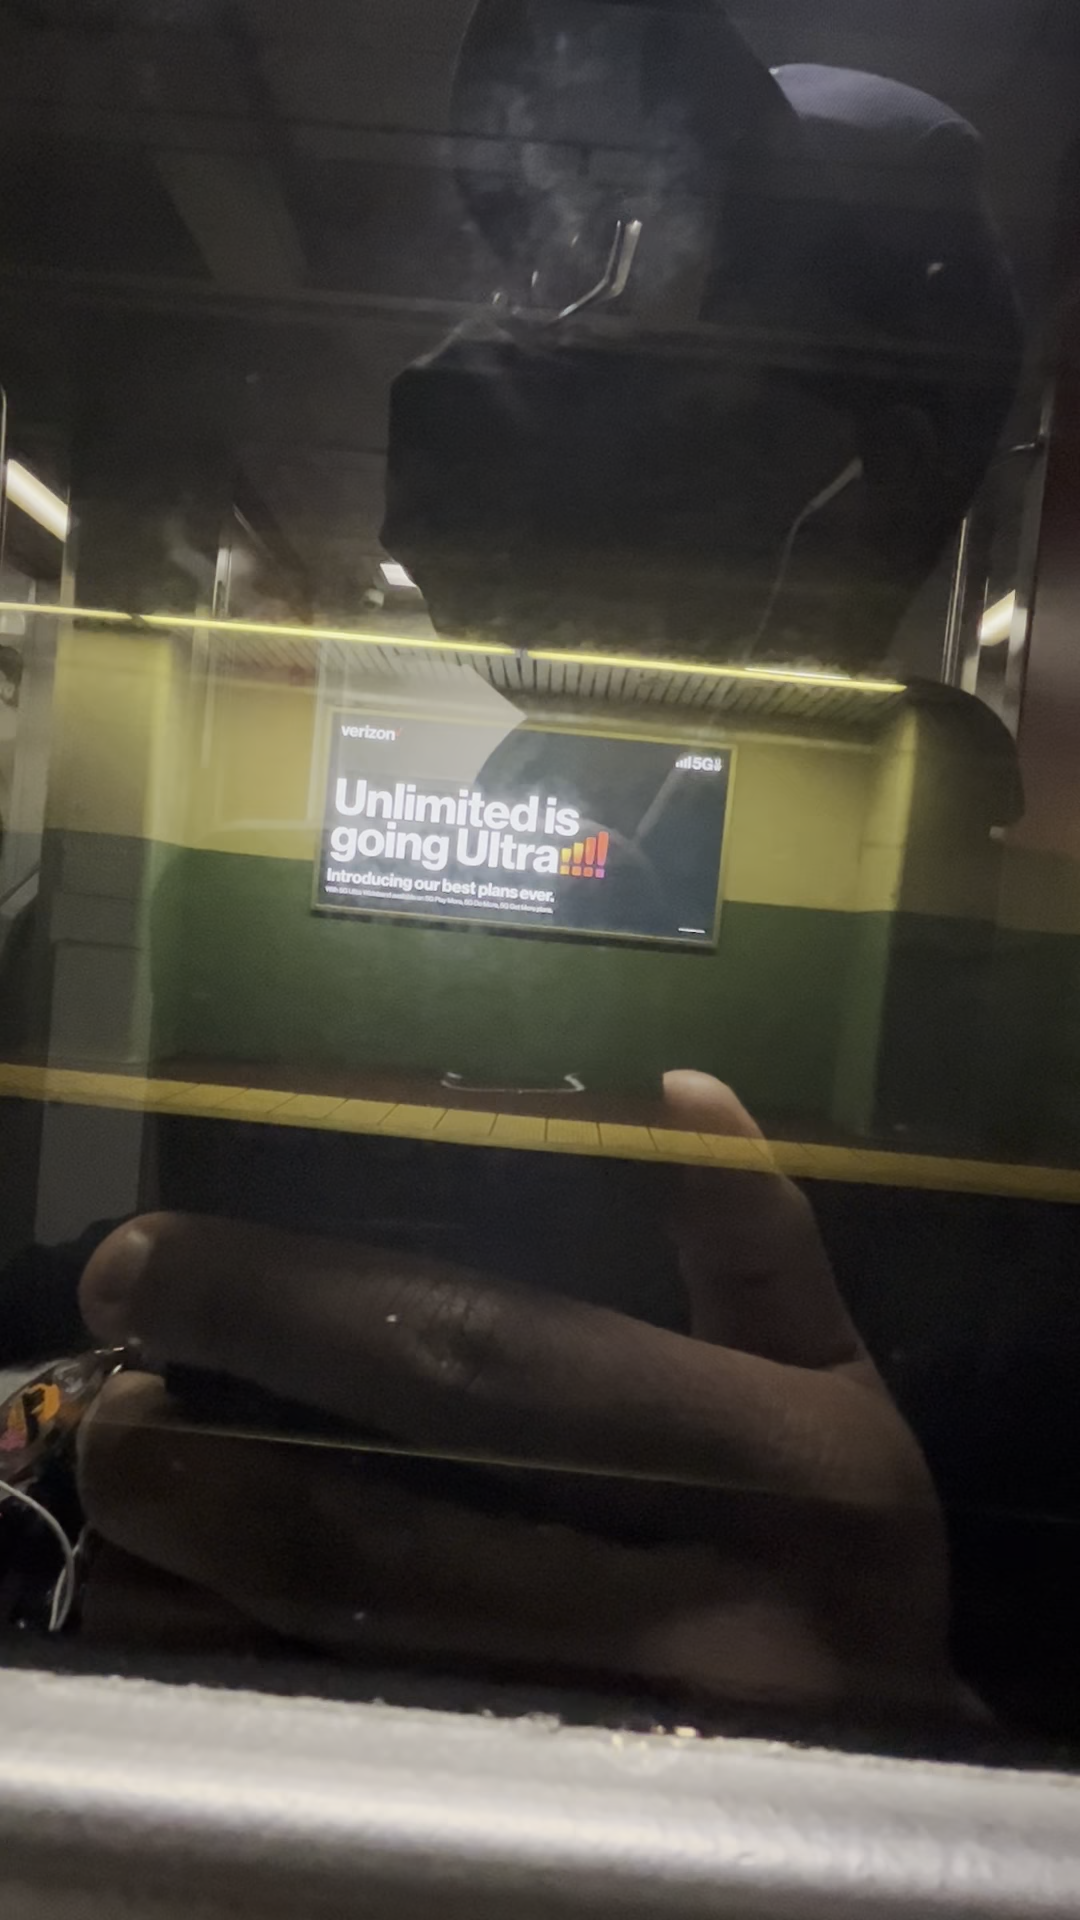 verizon
5G
Unlimited is
going Ultra
Introducing our best plans ever.